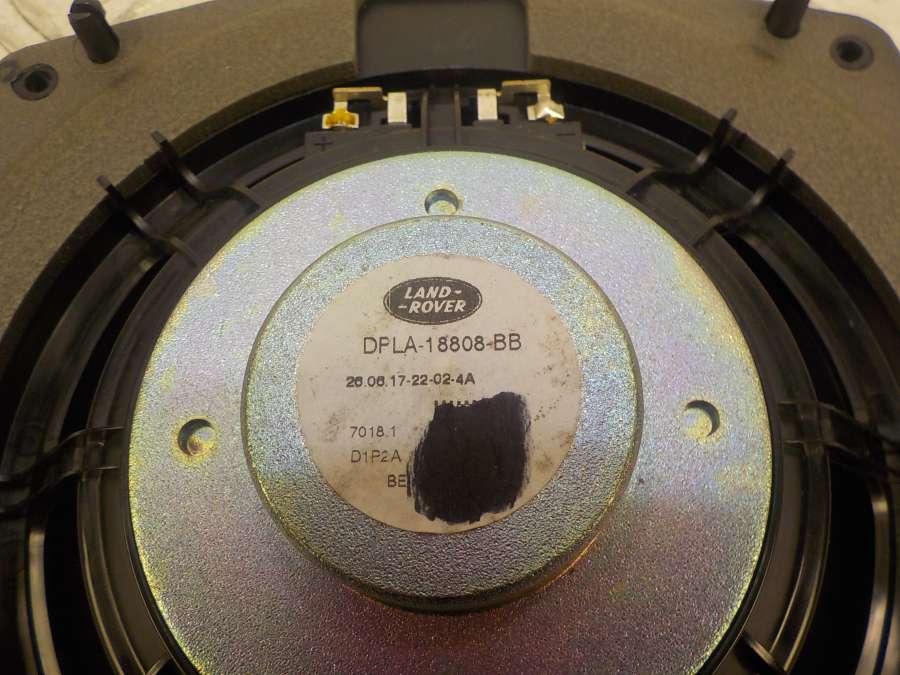 + -
LAND-
-ROVER
DPLA-18808-BB
26.06.17-22-02-4A
7018.1
D1P2A
BE